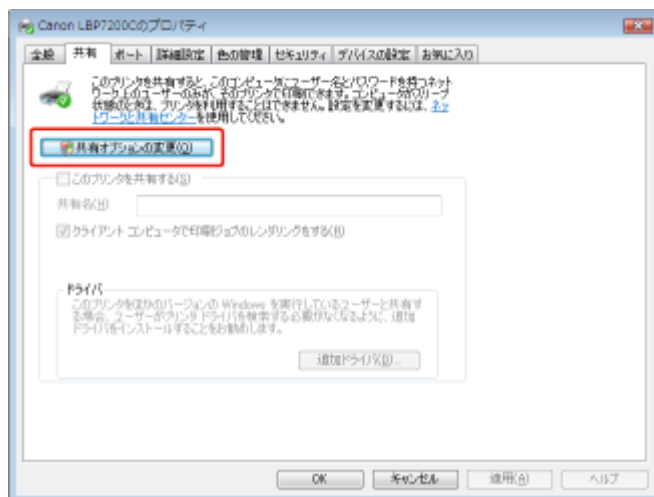 Canon LBP7200Cのプロパティ
全般 共有 ポート 詳細設定 色の管理 セキュリティ デバイスの設定 お気に入り
このプリンタを共有すると、このコンピュータにユーザー名とパスワードを持つネット
ワーク上のユーザーのみが、そのプリンタで印刷できます。コンピュータがスリープ
状態のときは、プリンタを利用することはできません。設定を変更するには、ネッ
トワークと共有センターを使用してください。
共有オプションの変更(O)
このプリンタを共有する(S)
共有名(H)
クライアント コンピュータで印刷ジョブのレンダリングをする(R)
ドライバ
このプリンタをほかのバージョンの Windows を実行しているユーザーと共有す
る場合、ユーザーがプリンタ ドライバを検索する必要がなくなるように、追加
ドライバをインストールすることをお勧めします。
追加ドライバ(D)...
OK キャンセル 適用(A) ヘルプ